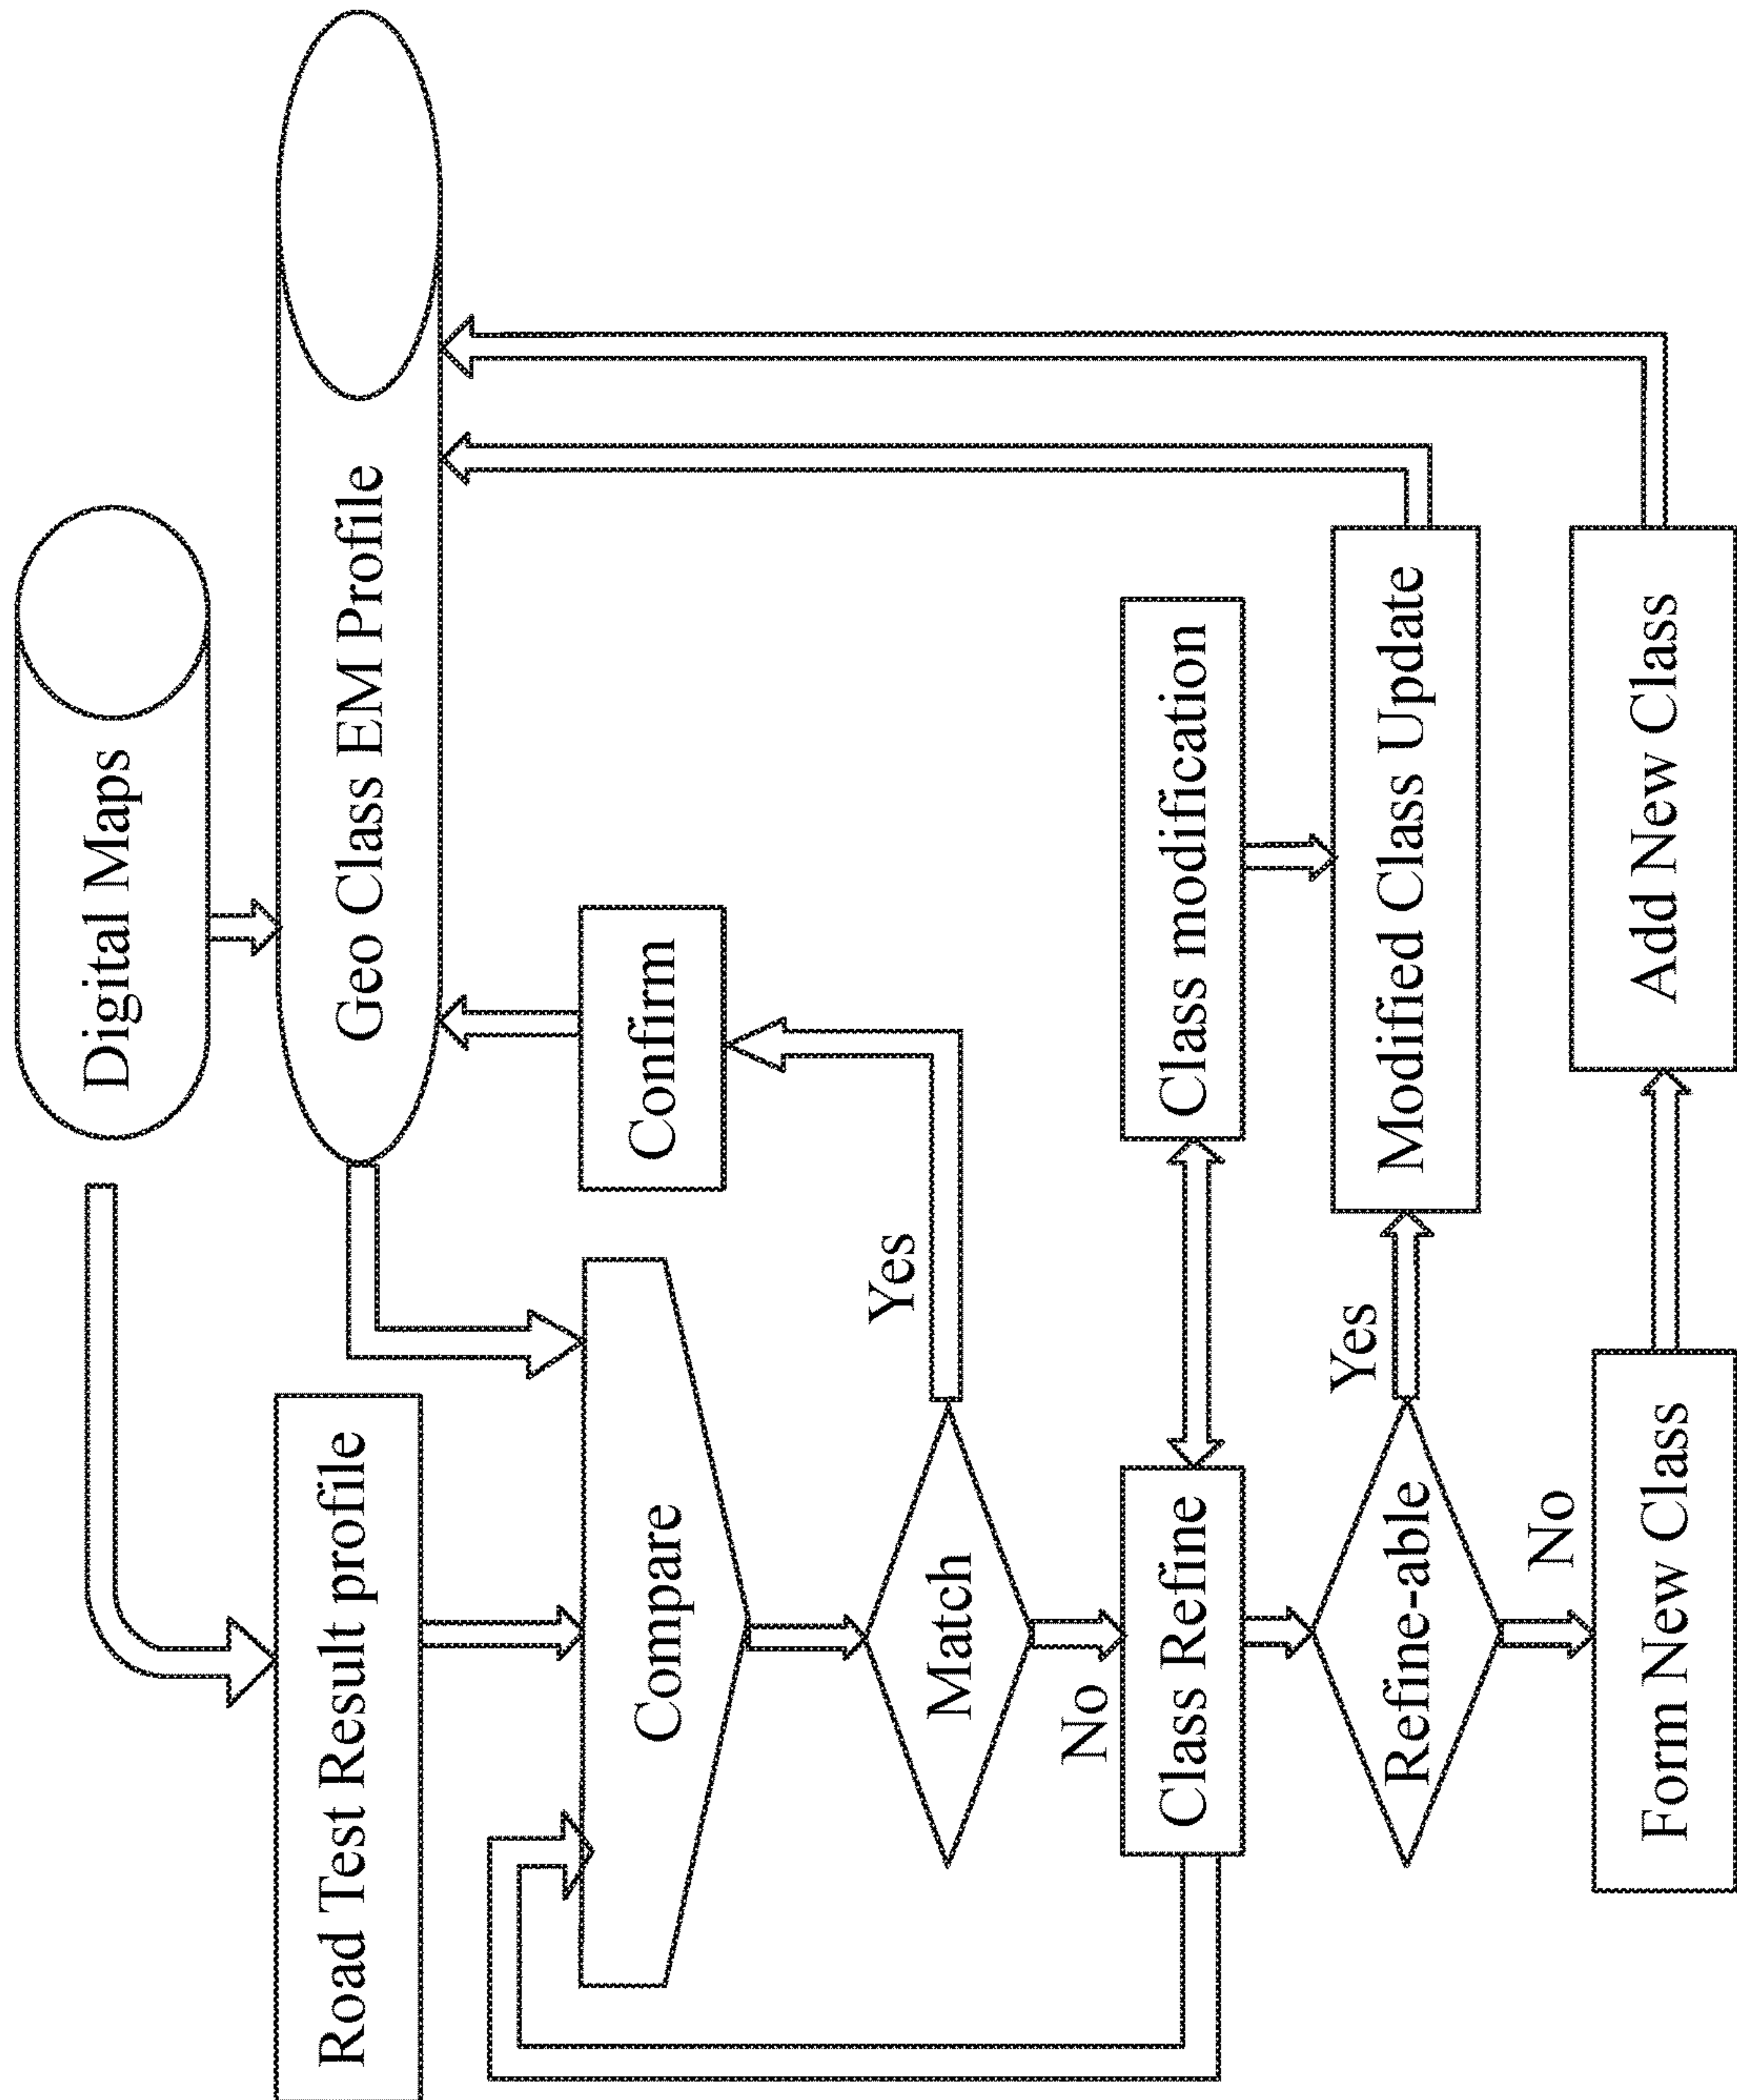 Digital Maps
Road Test Result profile
Geo Class EM Profile
Compare
Confirm
Match
Yes
No
Class Refine
Class modification
Refine-able
Yes
Modified Class Update
No
Form New Class
Add New Class